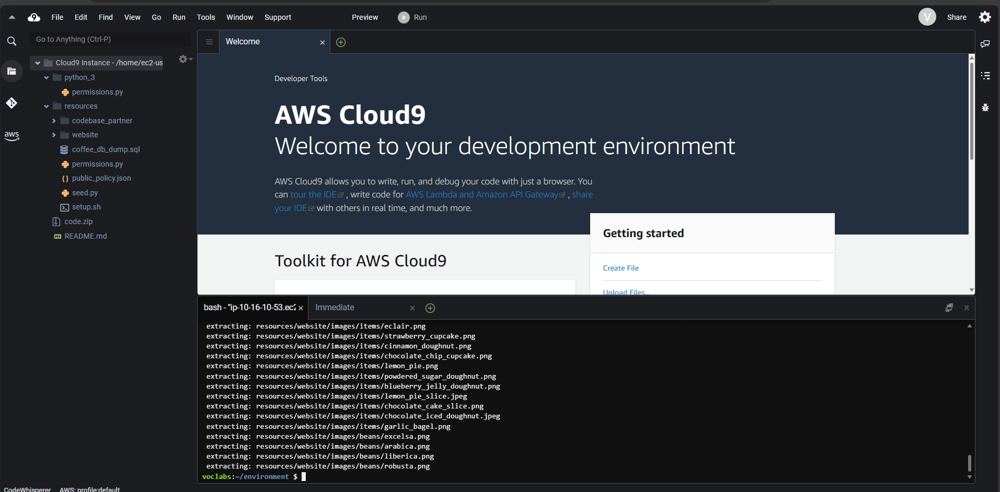 File Edit Find View Go Run Tools Window Support Preview Run V Share
Go to Anything (Ctrl-P)
Cloud9 Instance - /home/ec2-us
python_3
permissions.py
resources
codebase_partner
website
coffee_db_dump.sql
permissions.py
public_policy.json
seed.py
setup.sh
code.zip
README.md
aws
Welcome
Developer Tools
AWS Cloud9
Welcome to your development environment
AWS Cloud9 allows you to write, run, and debug your code with just a browser. You
can tour the IDE , write code for AWS Lambda and Amazon API Gateway , share
your IDE with others in real time, and much more.
Getting started
Create File
Upload Files...
Toolkit for AWS Cloud9
bash - "ip-10-16-10-53.ec2 Immediate
extracting: resources/website/images/items/eclair.png
extracting: resources/website/images/items/strawberry_cupcake.png
extracting: resources/website/images/items/cinnamon_doughnut.png
extracting: resources/website/images/items/chocolate_chip_cupcake.png
extracting: resources/website/images/items/lemon_pie.png
extracting: resources/website/images/items/powdered_sugar_doughnut.png
extracting: resources/website/images/items/blueberry_jelly_doughnut.png
extracting: resources/website/images/items/lemon_pie_slice.jpeg
extracting: resources/website/images/items/chocolate_cake_slice.png
extracting: resources/website/images/items/chocolate_iced_doughnut.jpeg
extracting: resources/website/images/items/garlic_bagel.png
extracting: resources/website/images/beans/excelsa.png
extracting: resources/website/images/beans/arabica.png
extracting: resources/website/images/beans/liberica.png
extracting: resources/website/images/beans/robusta.png
voclabs:~/environment $
CodeWhisperer AWS: profile:default